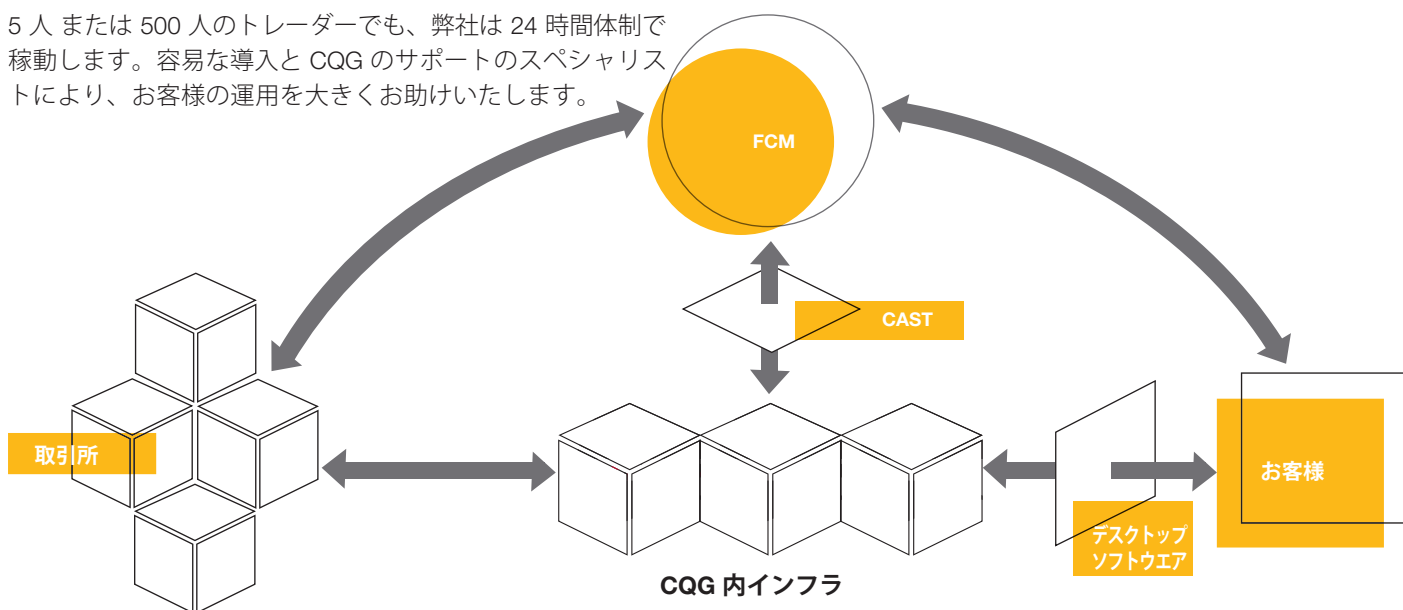 5 人 または 500 人のトレーダーでも、弊社は 24 時間体制で
稼動します。容易な導入と CQG のサポートのスペシャリス
トにより、お客様の運用を大きくお助けいたします。
FCM
CAST
取引所
お客様
デスクトップ
ソフトウエア
CQG 内インフラ